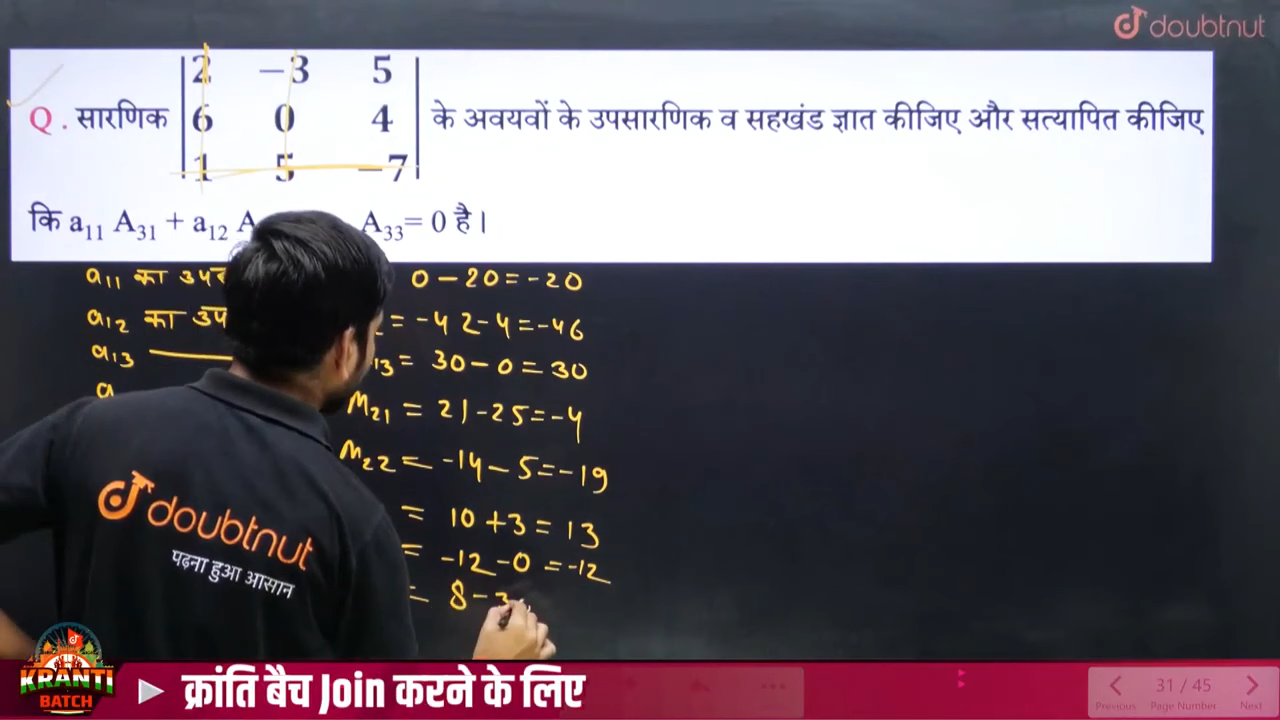 doubtnut
2 -3 5
Q . सारणिक 6 0 4 के अवयवों के उपसारणिक व सहखंड ज्ञात कीजिए और सत्यापित कीजिए
1 5 -7
कि a11 A31 + a12 A A33= 0 है।
a11 का 0 - 20 = -20
a12 का = -42 - 4 = -46
a13 13 = 30 - 0 = 30
M21 = 21 - 25 = -4
M22 = -14 - 5 = -19
= 10 + 3 = 13
= -12 - 0 = -12
= 8 - 3
doubtnut
पढ़ना हुआ आसान
KRANTI
BATCH
क्रांति बैच Join करने के लिए
31 / 45
Previous Page Number Next